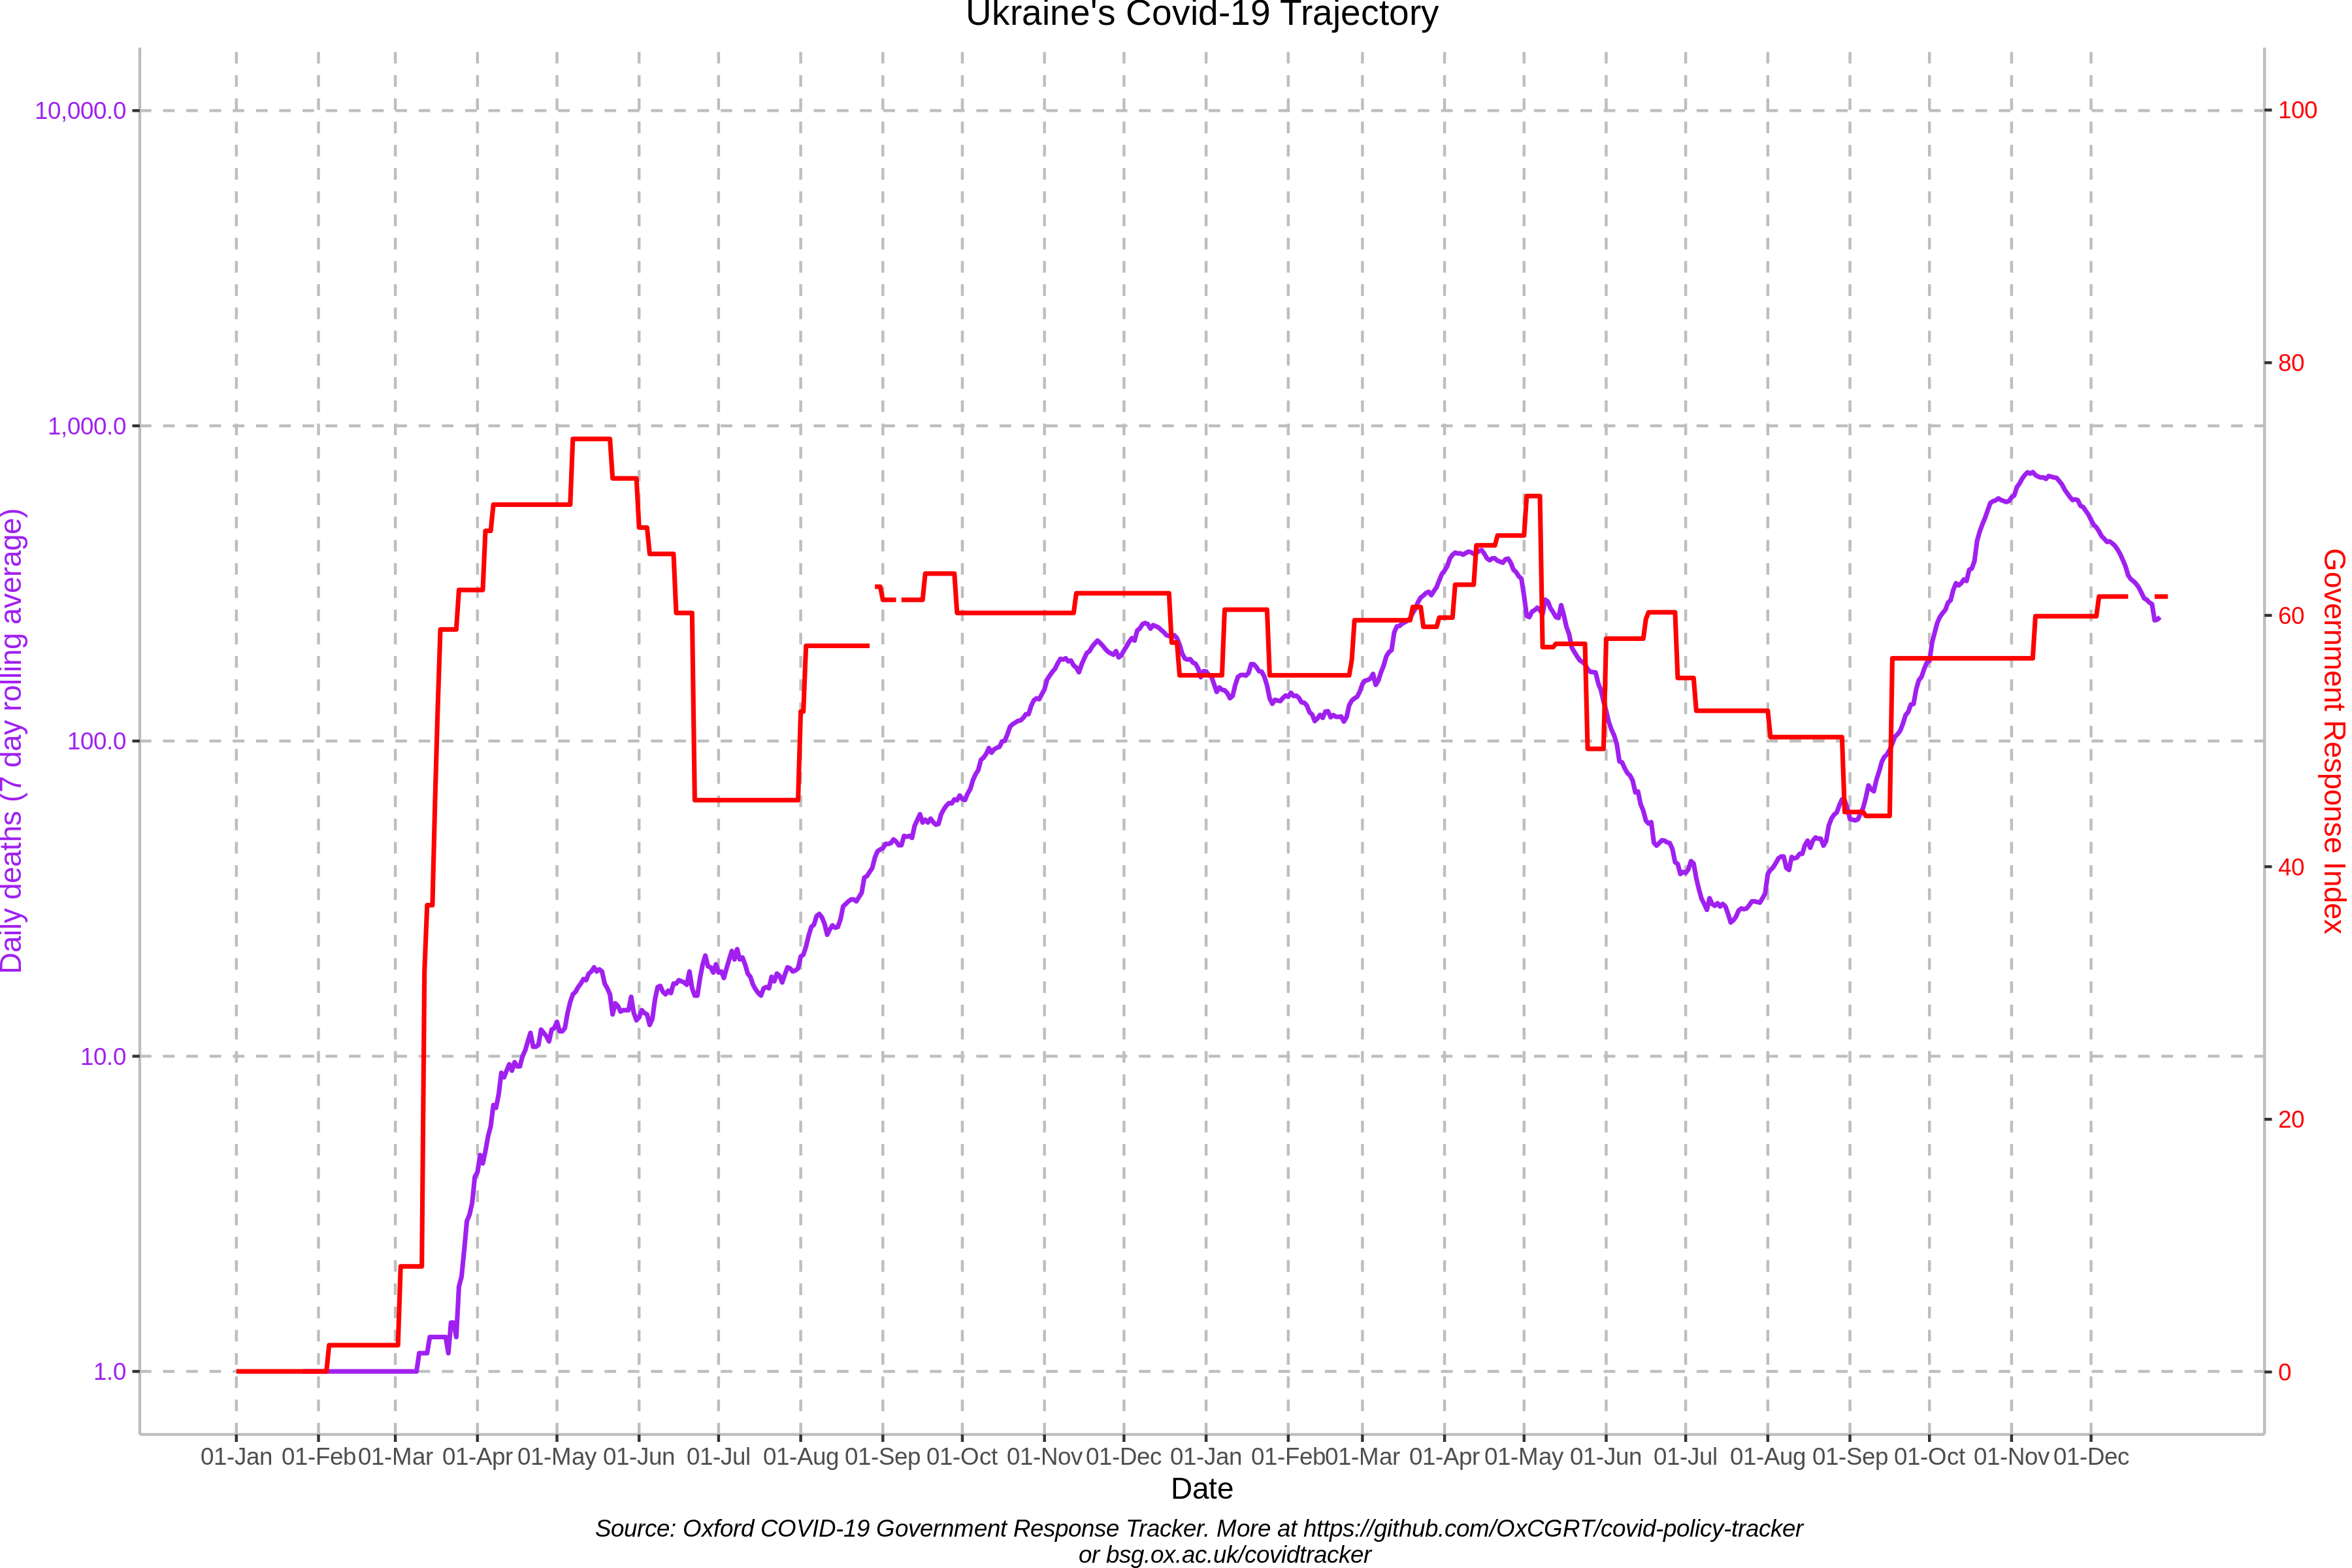 Ukraine's Covid-19 Trajectory
10,000.0
1,000.0
100.0
10.0
1.0
Daily deaths (7 day rolling average)
100
80
60
40
20
0
Government Response Index
01-Jan 01-Feb 01-Mar 01-Apr 01-May 01-Jun 01-Jul 01-Aug 01-Sep 01-Oct 01-Nov 01-Dec 01-Jan 01-Feb 01-Mar 01-Apr 01-May 01-Jun 01-Jul 01-Aug 01-Sep 01-Oct 01-Nov 01-Dec
Date
Source: Oxford COVID-19 Government Response Tracker. More at https://github.com/OxCGRT/covid-policy-tracker
or bsg.ox.ac.uk/covidtracker